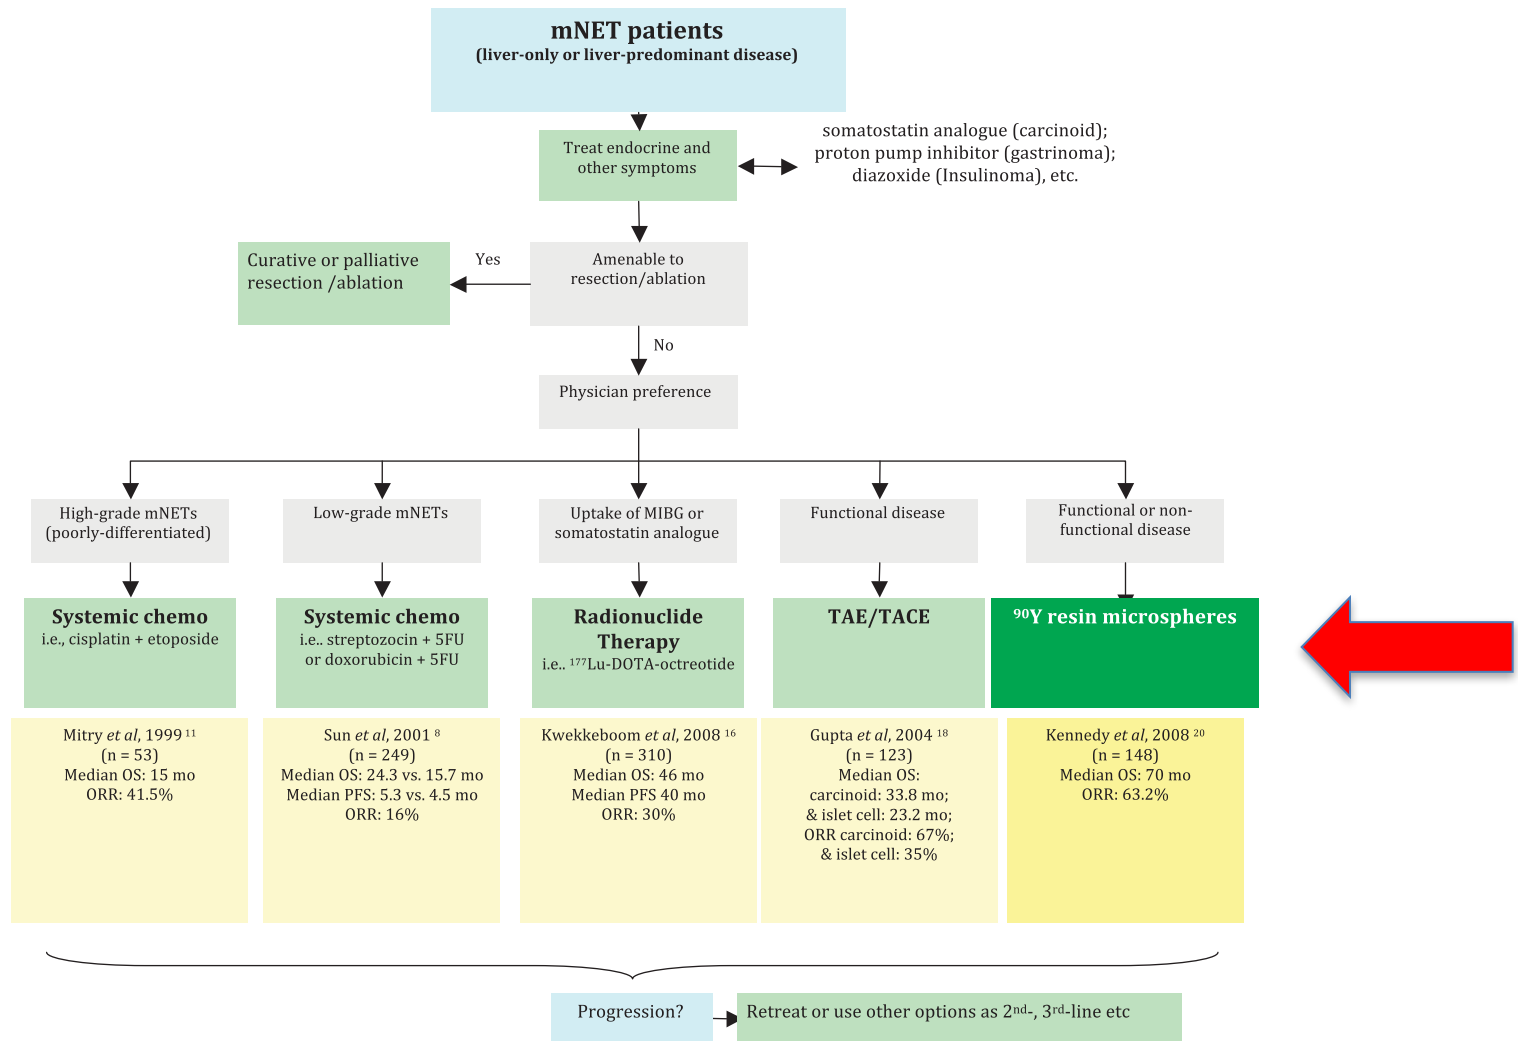 mNET patients
(liver-only or liver-predominant disease)
Treat endocrine and
other symptoms
somatostatin analogue (carcinoid);
proton pump inhibitor (gastrinoma);
diazoxide (Insulinoma), etc.
Curative or palliative
resection /ablation
Yes
Amenable to
resection/ablation
No
Physician preference
High-grade mNETs
(poorly-differentiated)
Low-grade mNETs
Uptake of MIBG or
somatostatin analogue
Functional disease
Functional or non-
functional disease
Systemic chemo
i.e., cisplatin + etoposide
Systemic chemo
i.e.. streptozocin + 5FU
or doxorubicin + 5FU
Radionuclide
Therapy
i.e.. ¹⁷⁷Lu-DOTA-octreotide
TAE/TACE
⁹⁰Y resin microspheres
Mitry et al, 1999 ¹¹
(n = 53)
Median OS: 15 mo
ORR: 41.5%
Sun et al, 2001 ⁸
(n = 249)
Median OS: 24.3 vs. 15.7 mo
Median PFS: 5.3 vs. 4.5 mo
ORR: 16%
Kwekkeboom et al, 2008 ¹⁶
(n = 310)
Median OS: 46 mo
Median PFS 40 mo
ORR: 30%
Gupta et al, 2004 ¹⁸
(n = 123)
Median OS:
carcinoid: 33.8 mo;
& islet cell: 23.2 mo;
ORR carcinoid: 67%;
& islet cell: 35%
Kennedy et al, 2008 ²⁰
(n = 148)
Median OS: 70 mo
ORR: 63.2%
Progression?
Retreat or use other options as 2ⁿᵈ-, 3ʳᵈ-line etc